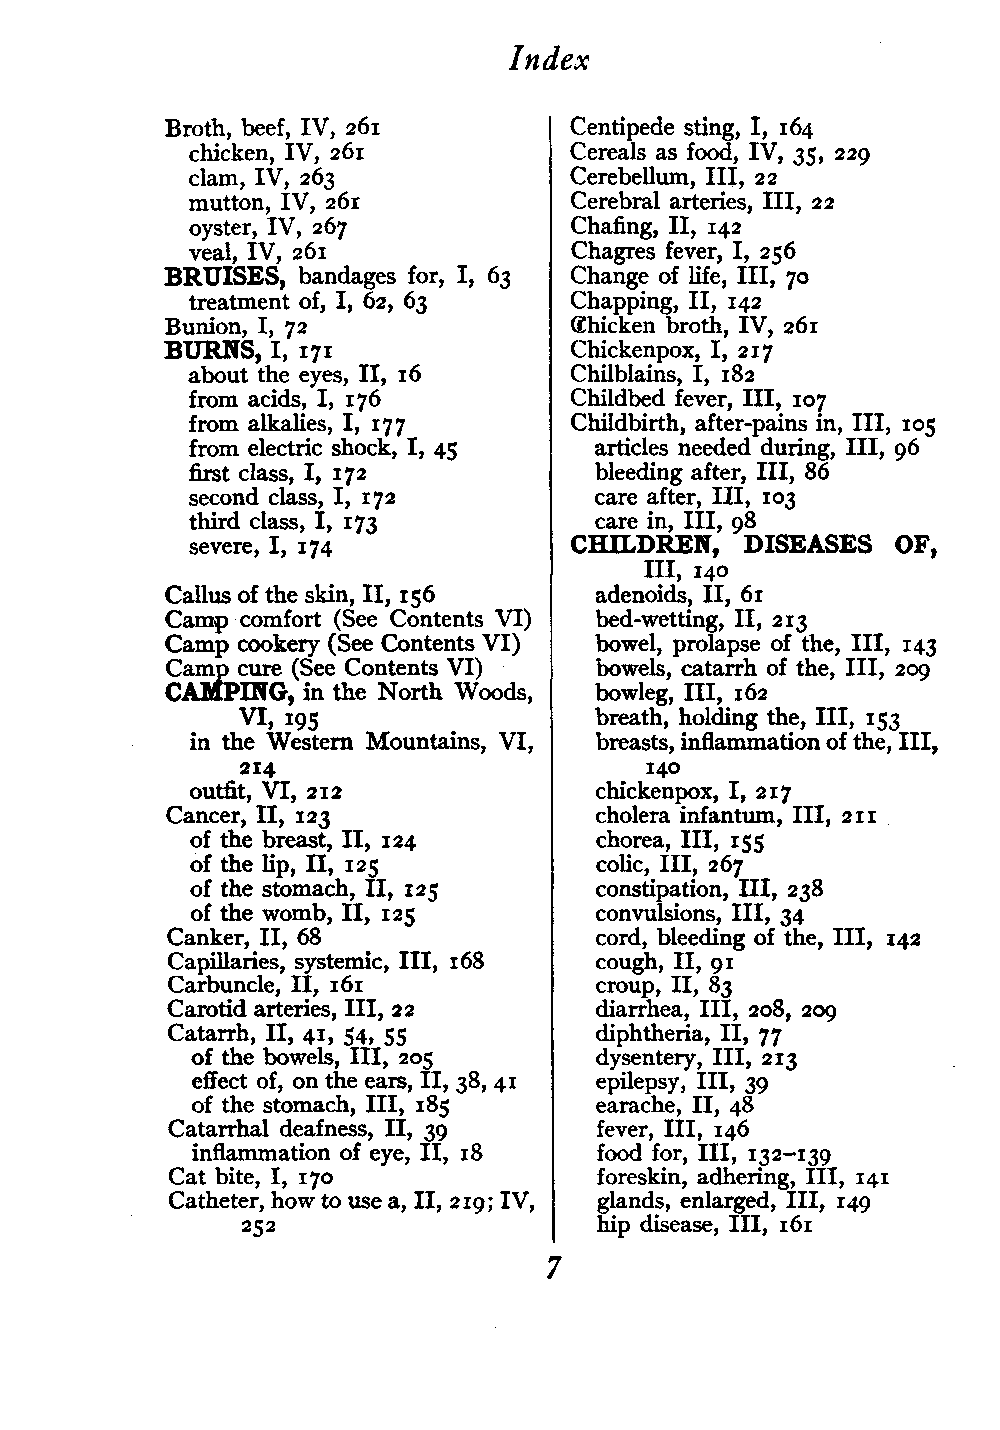 Index
Broth, beef, IV, 261
chicken, IV, 261
clam, IV, 263
mutton, IV, 261
oyster, IV, 267
veal, IV, 261
BRUISES, bandages for, I, 63
treatment of, I, 62, 63
Bunion, I, 72
BURNS, I, 171
about the eyes, II, 16
from acids, I, 176
from alkalies, I, 177
from electric shock, I, 45
first class, I, 172
second class, I, 172
third class, I, 173
severe, I, 174
Callus of the skin, II, 156
Camp comfort (See Contents VI)
Camp cookery (See Contents VI)
Camp cure (See Contents VI)
CAMPING, in the North Woods,
VI, 195
in the Western Mountains, VI,
214
outfit, VI, 212
Cancer, II, 123
of the breast, II, 124
of the lip, II, 125
of the stomach, II, 125
of the womb, II, 125
Canker, II, 68
Capillaries, systemic, III, 168
Carbuncle, II, 161
Carotid arteries, III, 22
Catarrh, II, 41, 54, 55
of the bowels, III, 205
effect of, on the ears, II, 38, 41
of the stomach, III, 185
Catarrhal deafness, II, 39
inflammation of eye, II, 18
Cat bite, I, 170
Catheter, how to use a, II, 219; IV,
252
Centipede sting, I, 164
Cereals as food, IV, 35, 229
Cerebellum, III, 22
Cerebral arteries, III, 22
Chafing, II, 142
Chagres fever, I, 256
Change of life, III, 70
Chapping, II, 142
Chicken broth, IV, 261
Chickenpox, I, 217
Chilblains, I, 182
Childbed fever, III, 107
Childbirth, after-pains in, III, 105
articles needed during, III, 96
bleeding after, III, 86
care after, III, 103
care in, III, 98
CHILDREN, DISEASES OF,
III, 140
adenoids, II, 61
bed-wetting, II, 213
bowel, prolapse of the, III, 143
bowels, catarrh of the, III, 209
bowleg, III, 162
breath, holding the, III, 153
breasts, inflammation of the, III,
140
chickenpox, I, 217
cholera infantum, III, 211
chorea, III, 155
colic, III, 267
constipation, III, 238
convulsions, III, 34
cord, bleeding of the, III, 142
cough, II, 91
croup, II, 83
diarrhea, III, 208, 209
diphtheria, II, 77
dysentery, III, 213
epilepsy, III, 39
earache, II, 48
fever, III, 146
food for, III, 132–139
foreskin, adhering, III, 141
glands, enlarged, III, 149
hip disease, III, 161
7